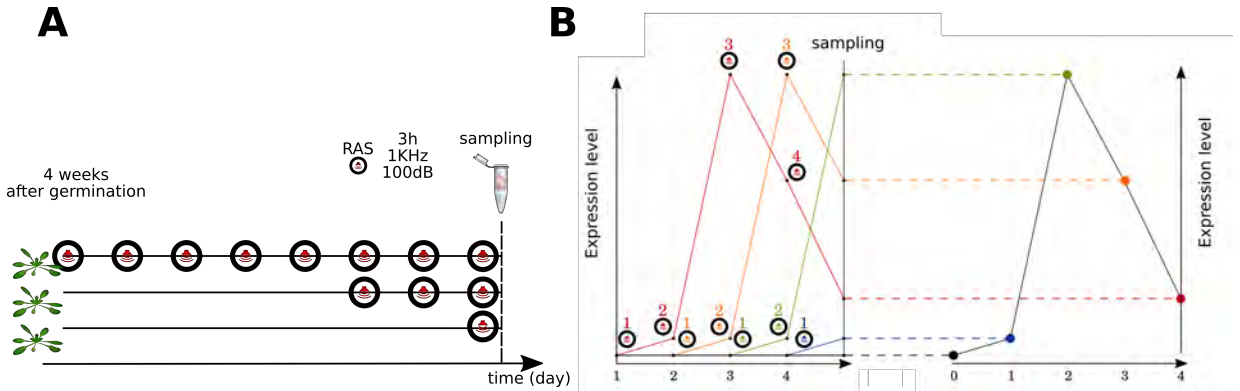 A
4 weeks
after germination
RAS
3h
1KHz
100dB
sampling
time (day)
B
sampling
3
3
4
Expression level
Expression level
1
2
1
2
1
2
1
1
2
3
4
0
1
2
3
4